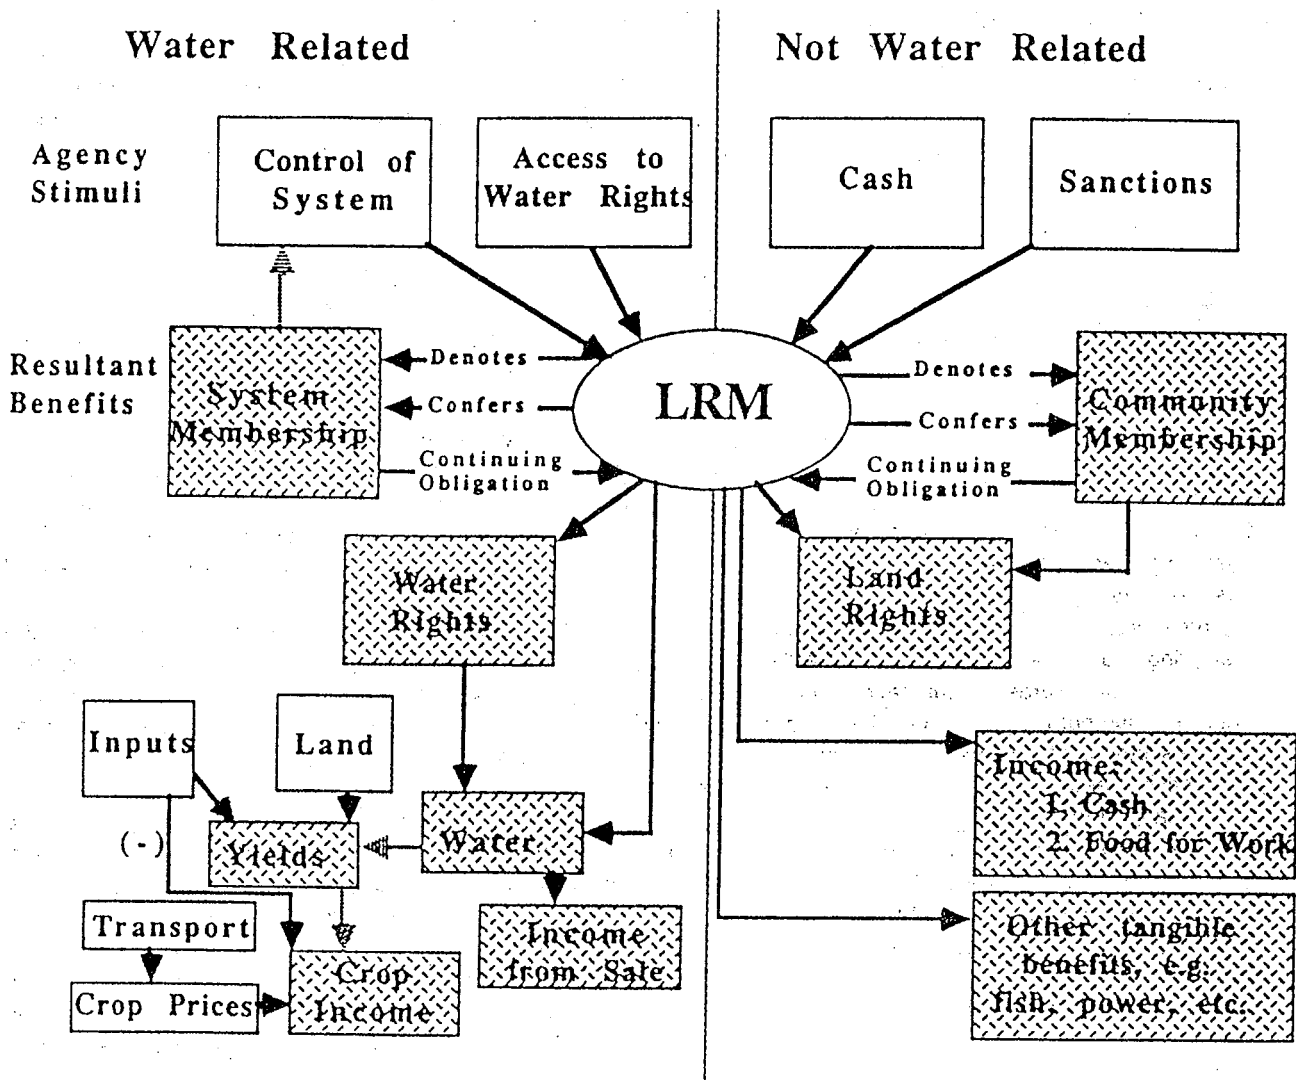 Water Related
Not Water Related
Agency
Stimuli
Control of
System
Access to
Water Rights
Cash
Sanctions
Resultant
Benefits
System
Membership
Denotes
Confers
Continuing
Obligation
LRM
Denotes
Confers
Continuing
Obligation
Community
Membership
Water
Rights
Land
Rights
Inputs
Land
(-)
Yields
Water
Income:
1. Cash
2. Food for Work
Transport
Crop Prices
Crop
Income
Income
from Sale
Other tangible
benefits, e.g.
fish, power, etc.